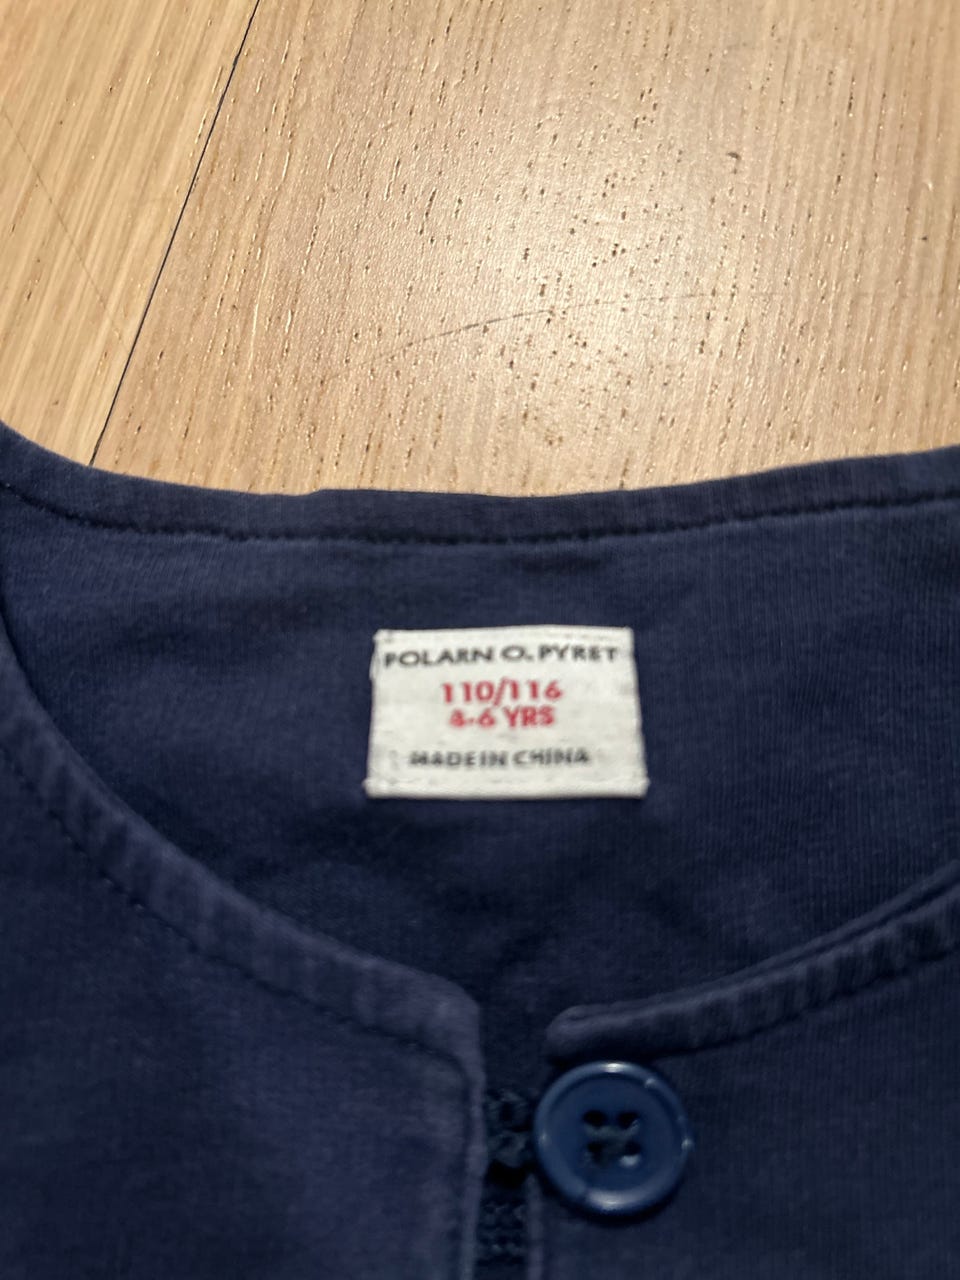 POLARN O. PYRET
110/116
4-6 YRS
MADE IN CHINA